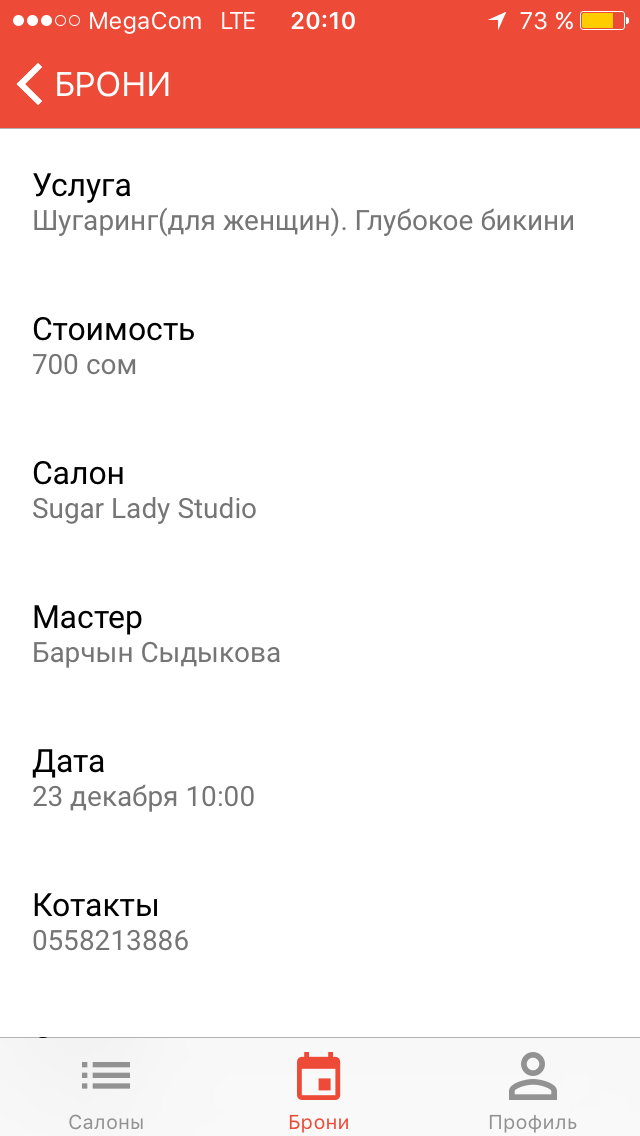 MegaCom LTE 20:10 73 %
БРОНИ
Услуга
Шугаринг(для женщин). Глубокое бикини
Стоимость
700 сом
Салон
Sugar Lady Studio
Мастер
Барчын Сыдыкова
Дата
23 декабря 10:00
Котакты
0558213886
Салоны Брони Профиль